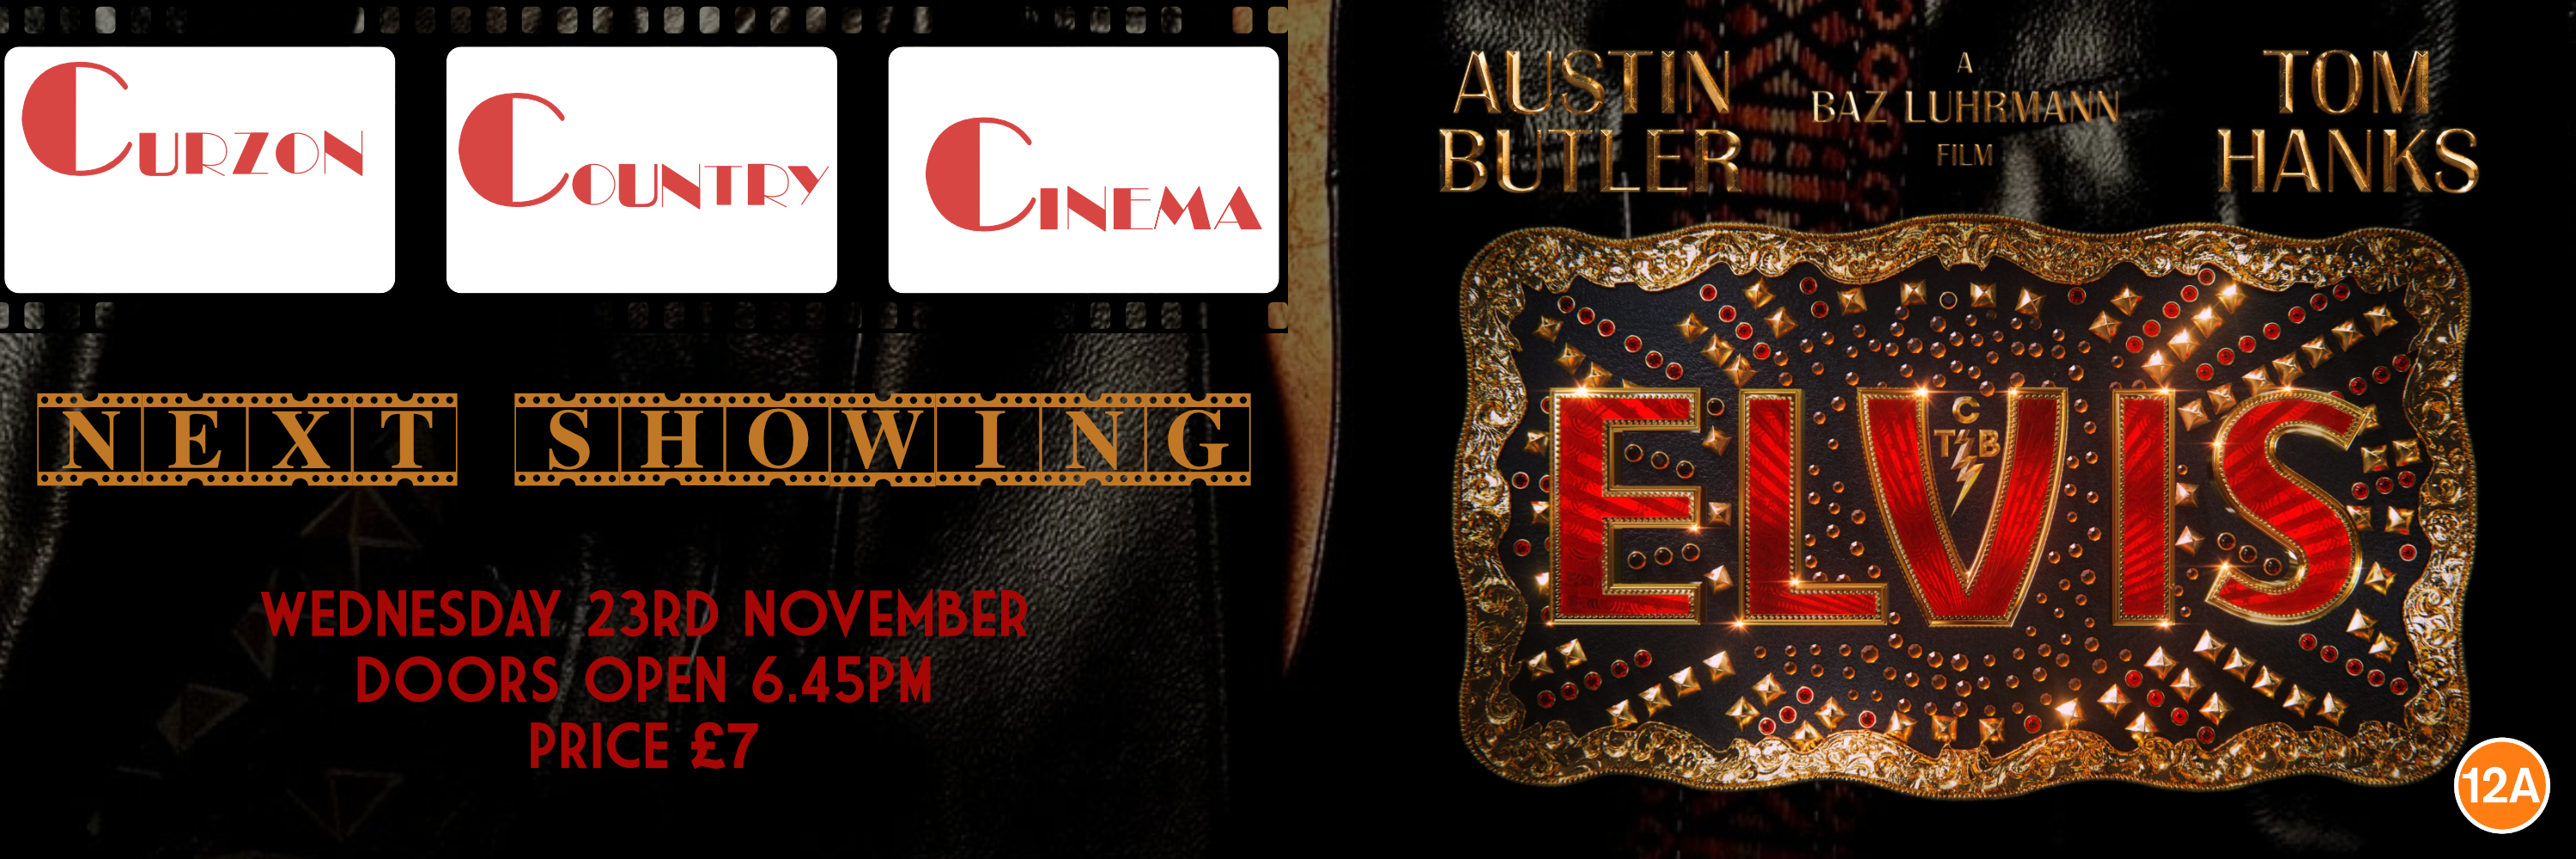 CURZON
COUNTRY
CINEMA
NEXT SHOWING
WEDNESDAY 23RD NOVEMBER
DOORS OPEN 6.45PM
PRICE £7
AUSTIN
BUTLER
A
BAZ LUHRMANN
FILM
TOM
HANKS
ELVIS
C
T B
12A